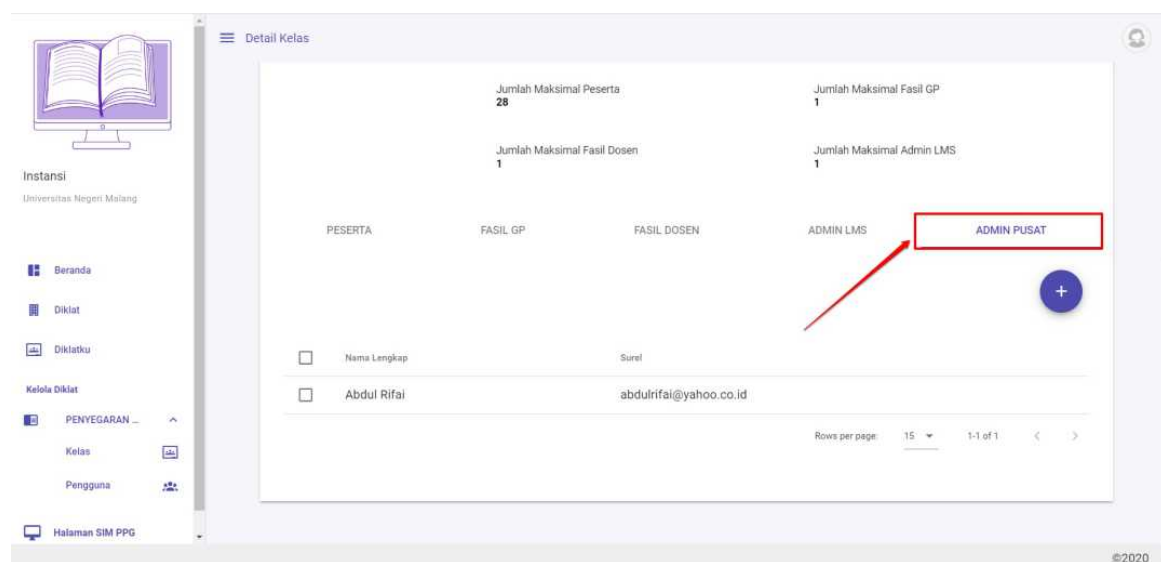 Detail Kelas
Jumlah Maksimal Peserta
28
Jumlah Maksimal Fasil GP
1
Jumlah Maksimal Fasil Dosen
1
Jumlah Maksimal Admin LMS
1
Instansi
Universitas Negeri Malang
PESERTA FASIL GP FASIL DOSEN ADMIN LMS ADMIN PUSAT
Beranda
Diklat
Diklatku
Kelola Diklat
PENYEGARAN ...
Kelas
Pengguna
Halaman SIM PPG
+
Nama Lengkap Surel
Abdul Rifai abdulrifai@yahoo.co.id
Rows per page: 15 1-1 of 1
©2020